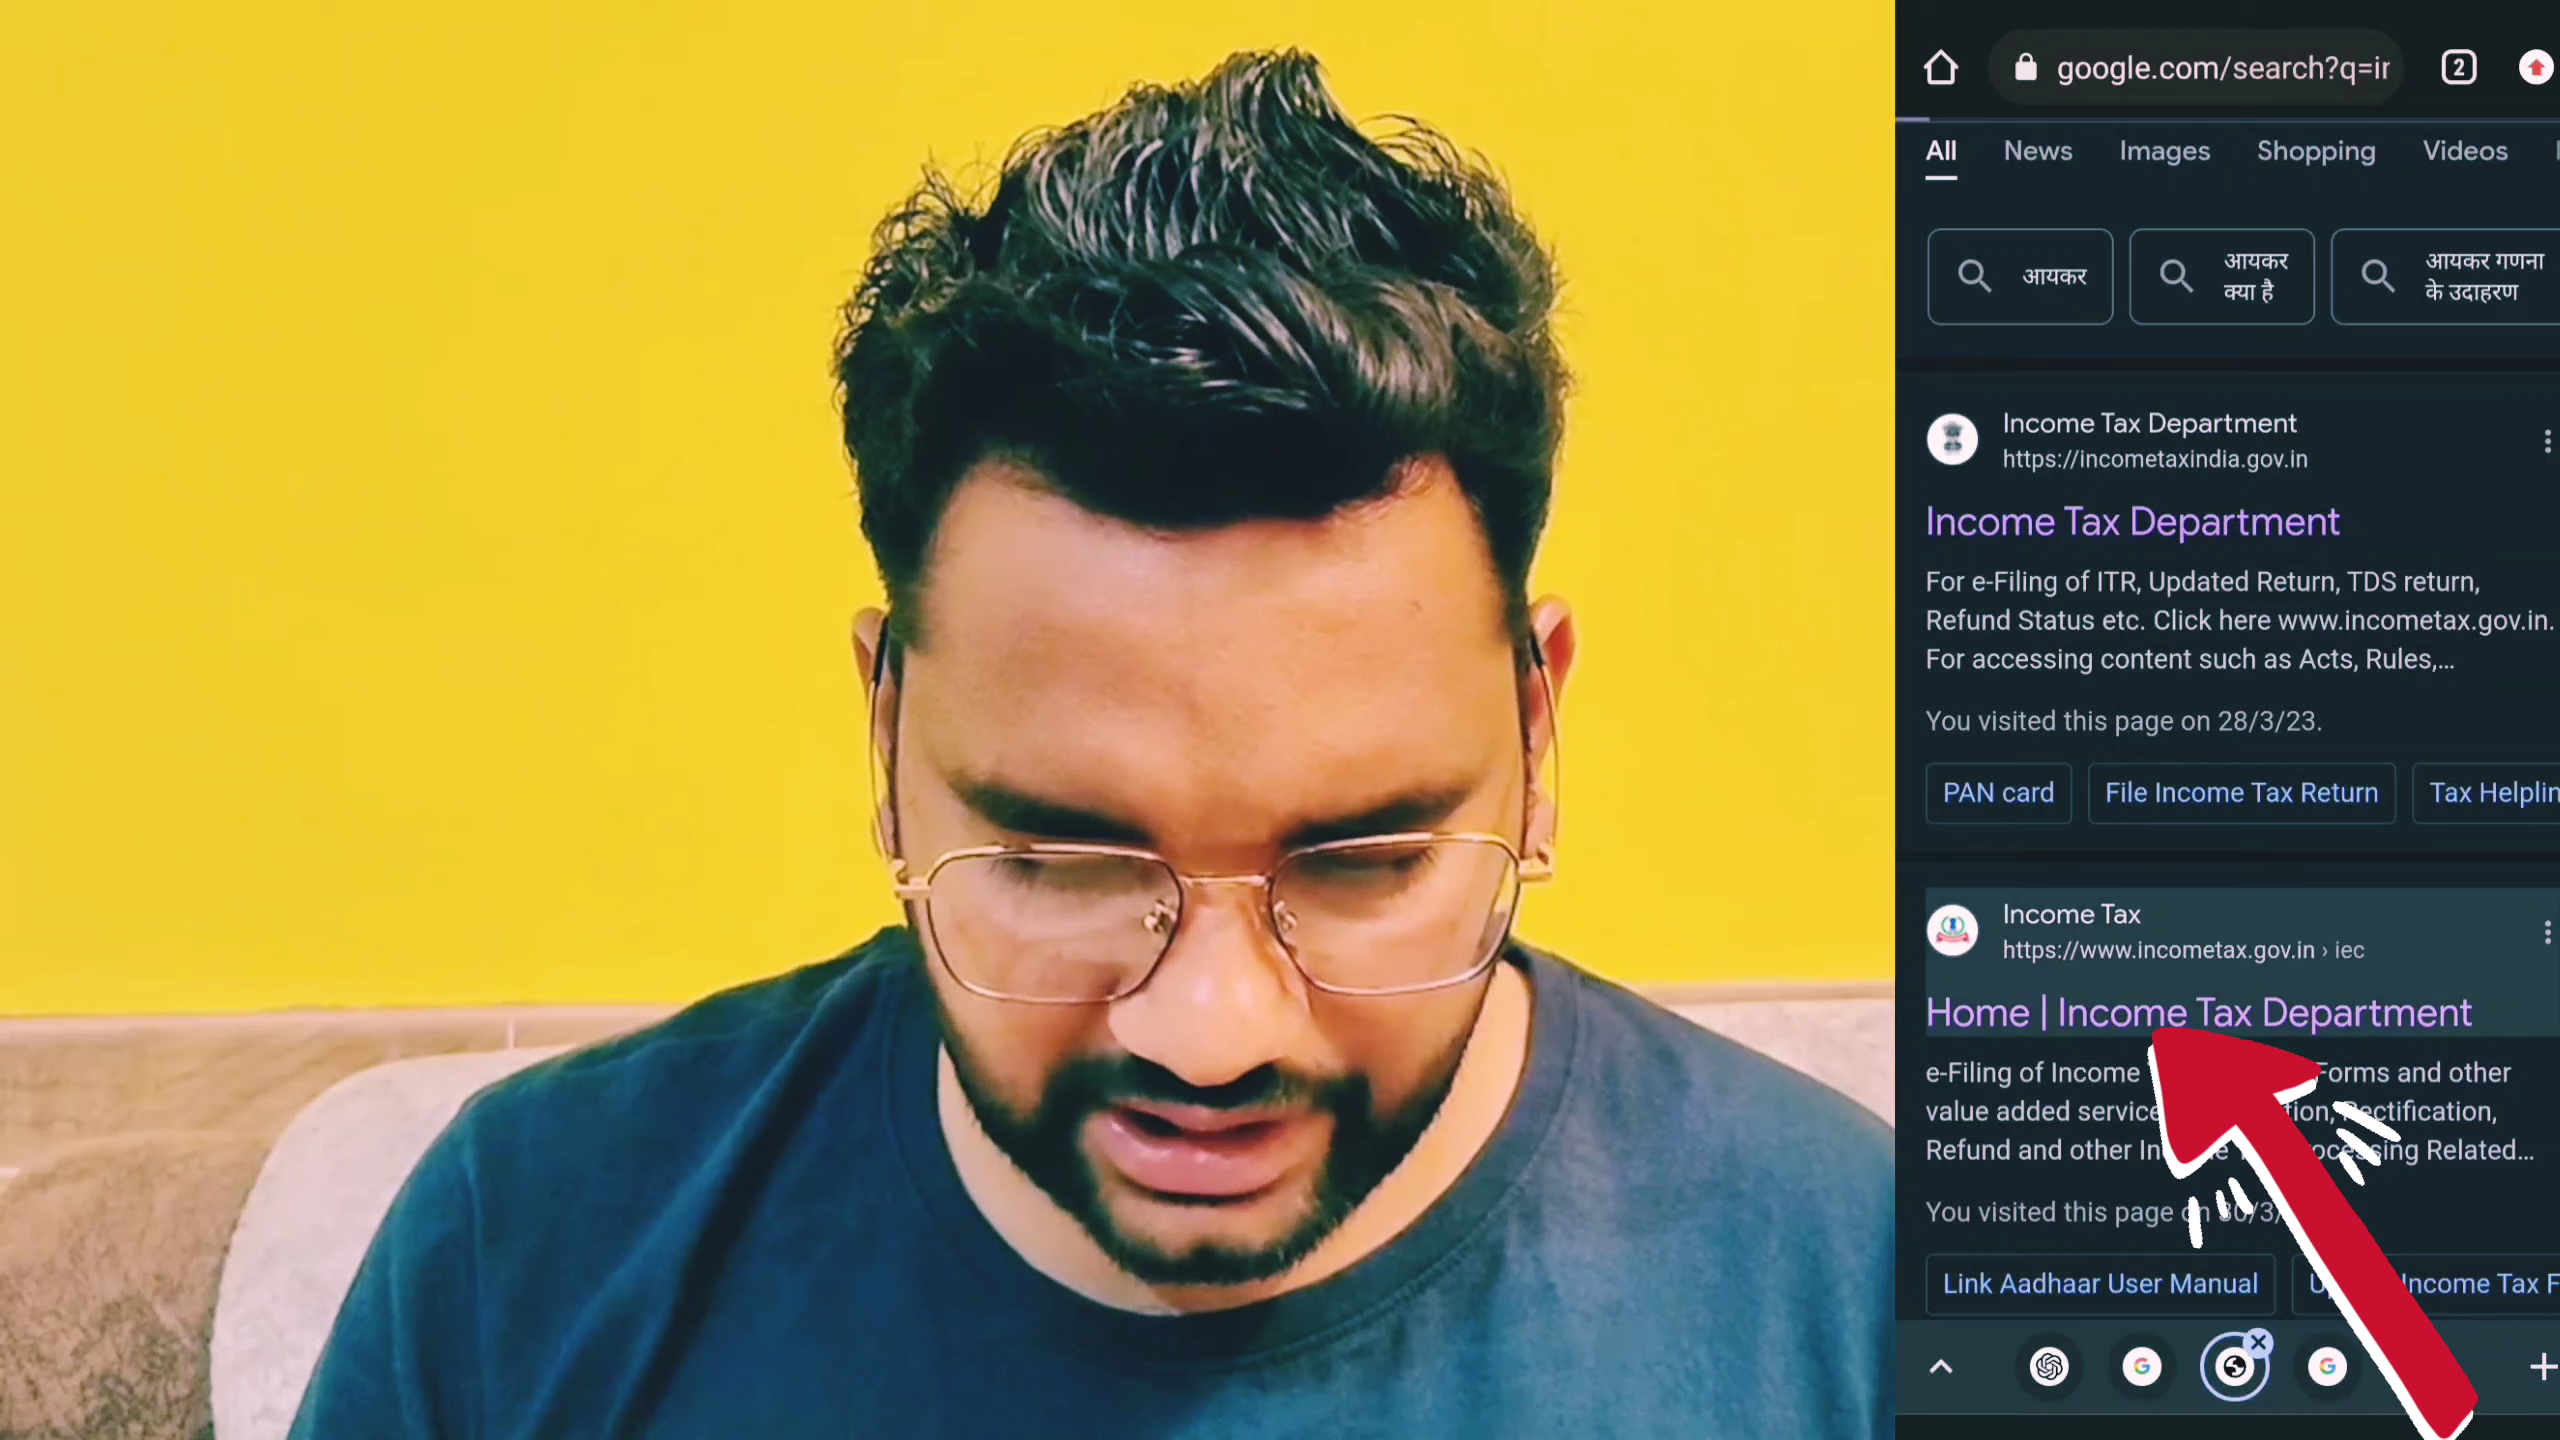 google.com/search?q=ir
2
All News Images Shopping Videos
आयकर
आयकर
क्या है
आयकर गणना
के उदाहरण
Income Tax Department
https://incometaxindia.gov.in
Income Tax Department
For e-Filing of ITR, Updated Return, TDS return,
Refund Status etc. Click here www.incometax.gov.in.
For accessing content such as Acts, Rules,...
You visited this page on 28/3/23.
PAN card
File Income Tax Return
Tax Helplin
Income Tax
https://www.incometax.gov.in › iec
Home | Income Tax Department
e-Filing of Income Forms and other
value added service Rectification,
Refund and other Related...
You visited this page on 30/3/
Link Aadhaar User Manual
Income Tax F